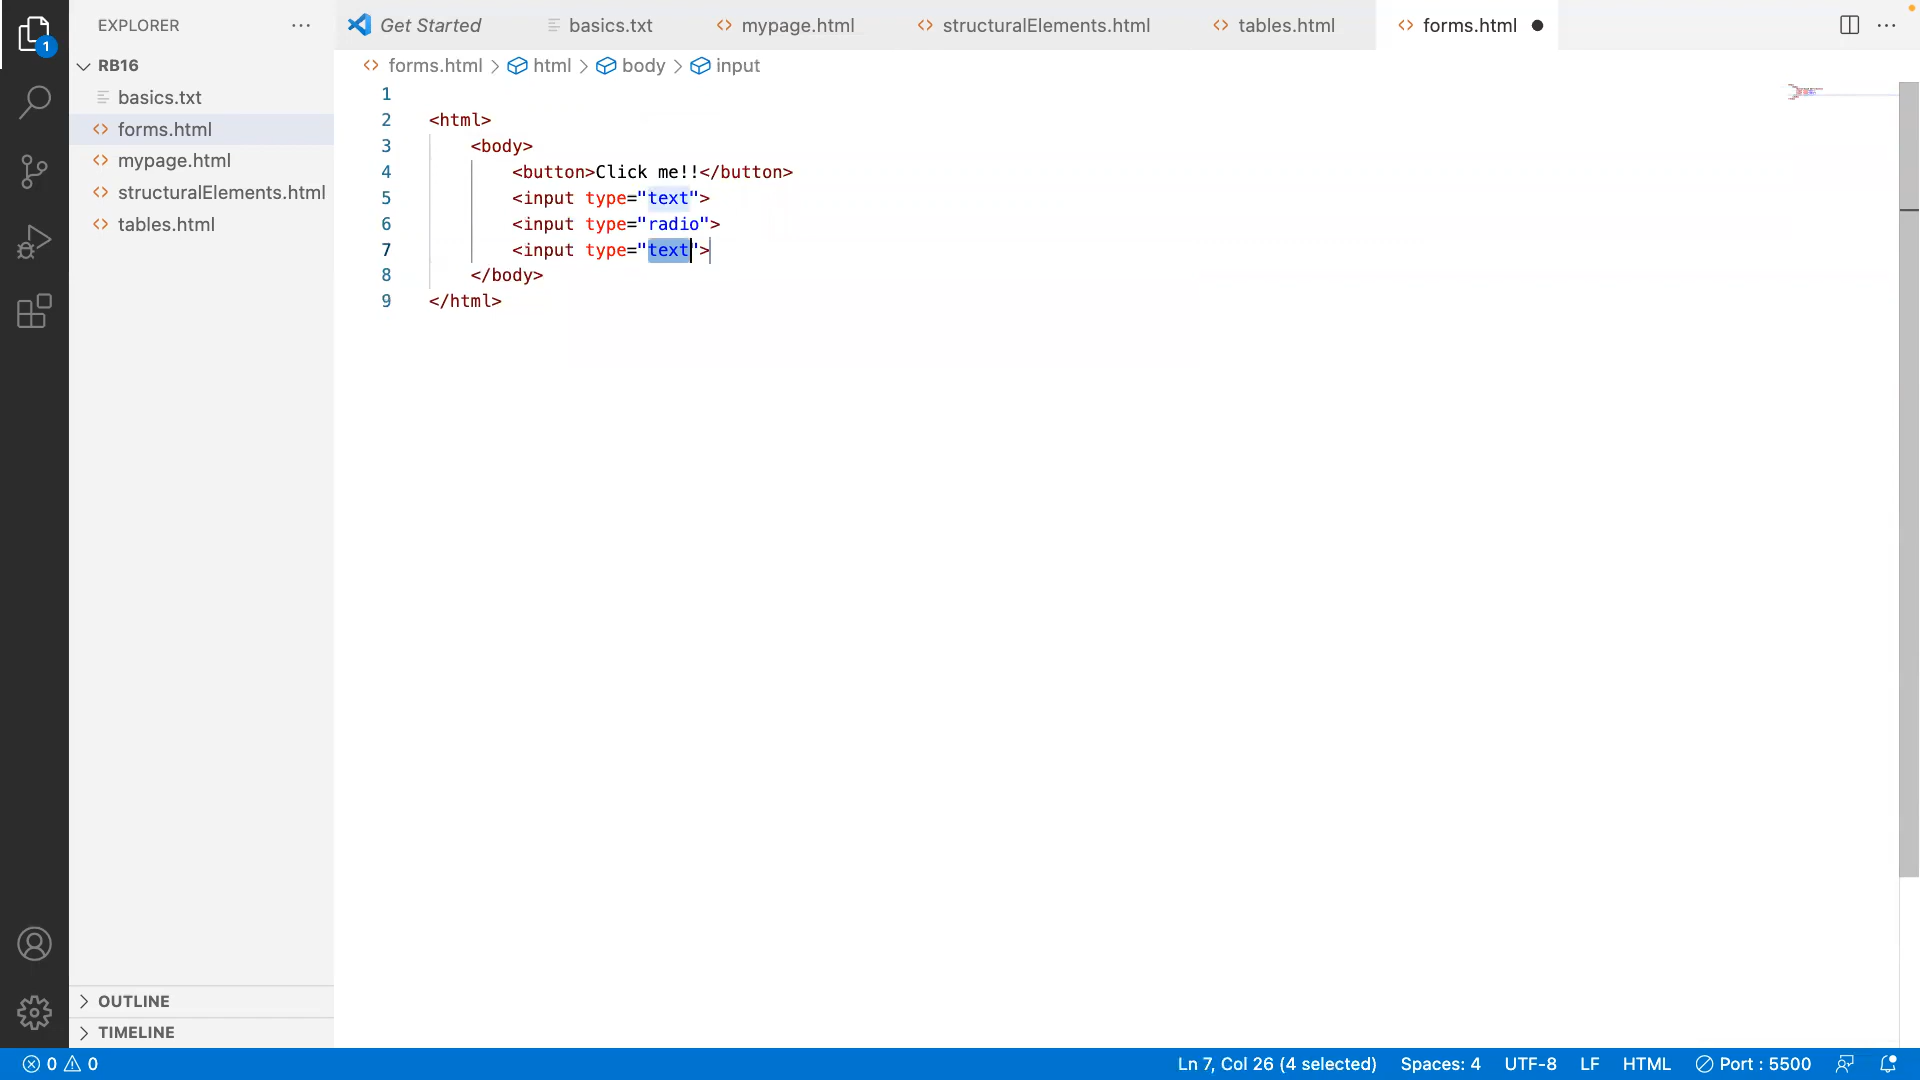 EXPLORER
Get Started
basics.txt
mypage.html
structuralElements.html
tables.html
forms.html
1
RB16
basics.txt
forms.html
mypage.html
structuralElements.html
tables.html
forms.html
html
body
input
1
2 <html>
3 <body>
4 <button>Click me!!</button>
5 <input type="text">
6 <input type="radio">
7 <input type="text">
8 </body>
9 </html>
OUTLINE
TIMELINE
0 0
Ln 7, Col 26 (4 selected)
Spaces: 4
UTF-8
LF
HTML
Port : 5500